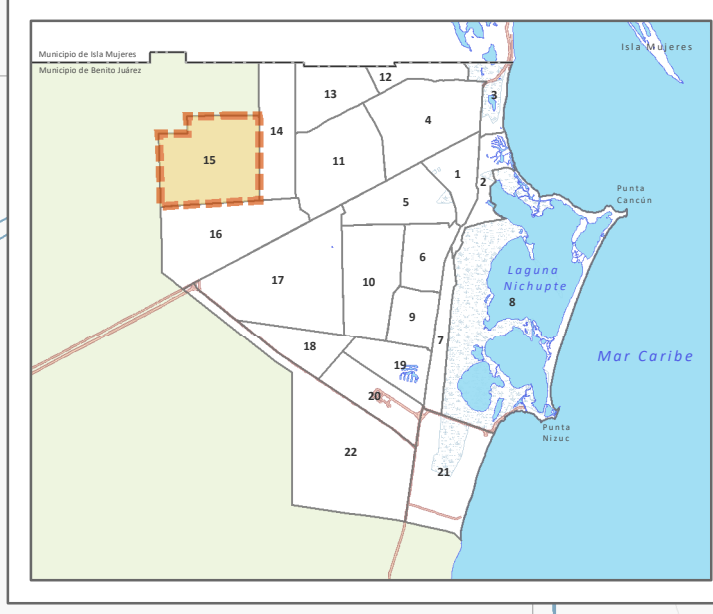 Isla Mujeres
Municipio de Isla Mujeres
Municipio de Benito Juárez
12
13
3
4
14
15
11
1
2
5
Punta
Cancún
16
6
Laguna
Nichupte
17
10
8
9
7
18
Mar Caribe
19
20
Punta
Nizuc
22
21